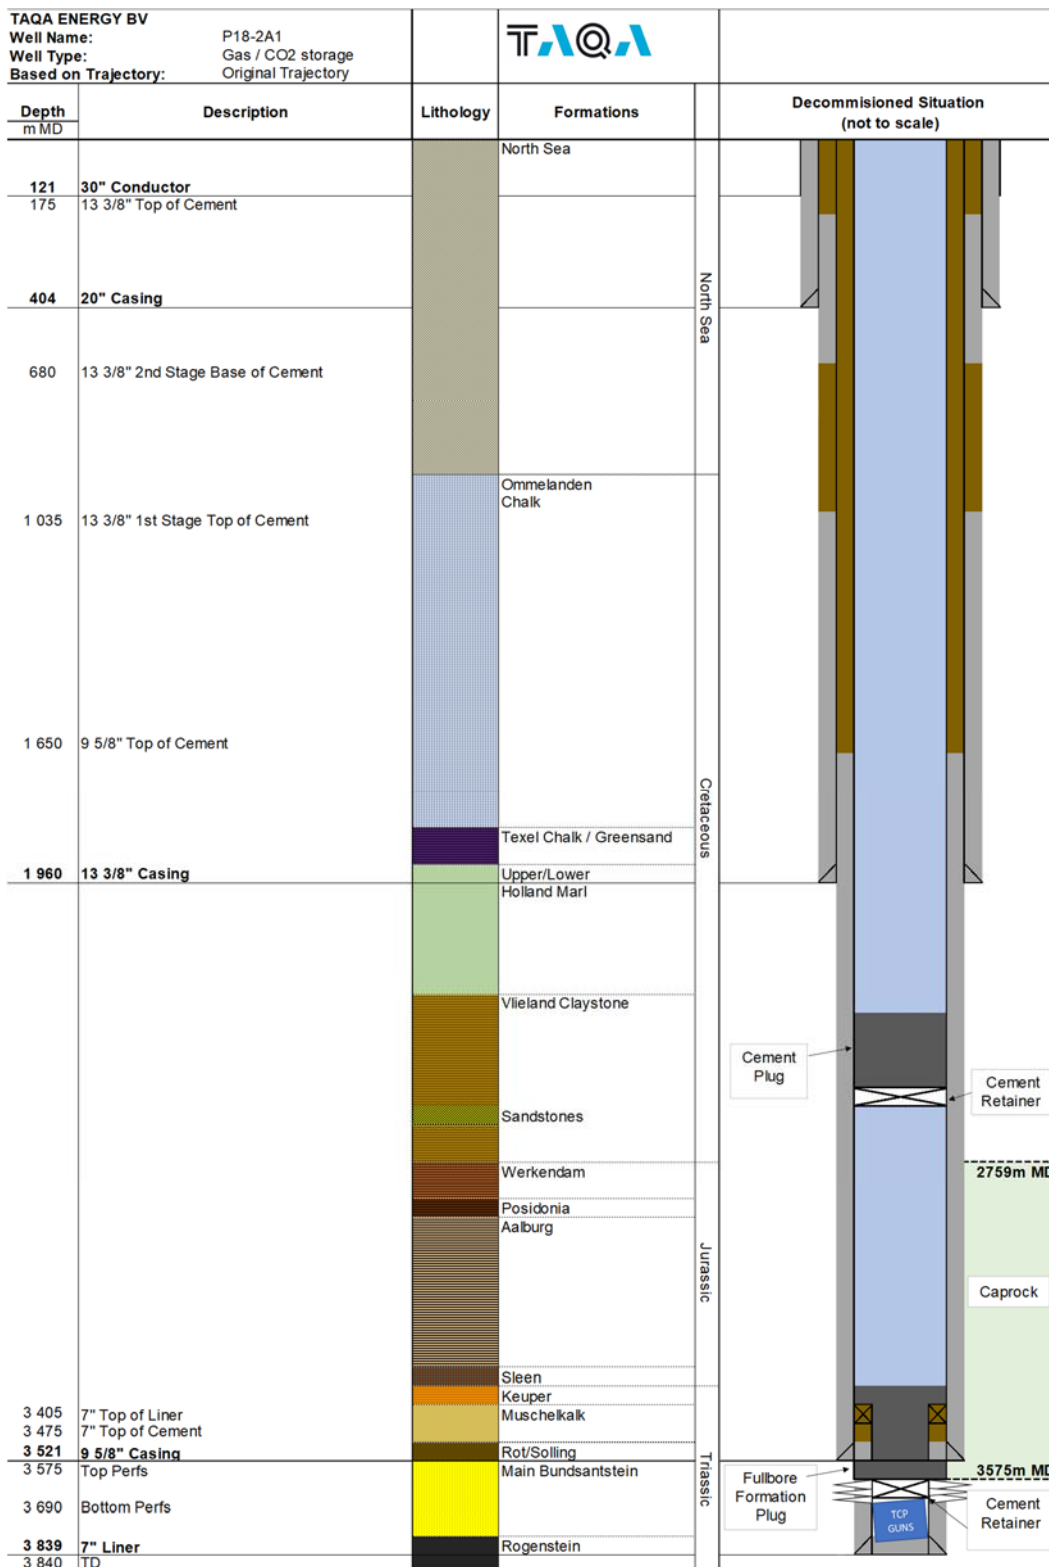 TAQA ENERGY BV
Well Name: P18-2A1
Well Type: Gas / CO2 storage
Based on Trajectory: Original Trajectory
TAQA
Depth
m MD
Description
Lithology
Formations
Decommisioned Situation
(not to scale)
North Sea
121 30" Conductor
175 13 3/8" Top of Cement
North Sea
404 20" Casing
680 13 3/8" 2nd Stage Base of Cement
Ommelanden
Chalk
1 035 13 3/8" 1st Stage Top of Cement
1 650 9 5/8" Top of Cement
Cretaceous
Texel Chalk / Greensand
1 960 13 3/8" Casing
Upper/Lower
Holland Marl
Vlieland Claystone
Cement
Plug
Cement
Retainer
Sandstones
Werkendam
2759m MD
Posidonia
Aalburg
Jurassic
Caprock
Sleen
Keuper
3 405 7" Top of Liner
Muschelkalk
3 475 7" Top of Cement
3 521 9 5/8" Casing
Rot/Solling
Triassic
3 575 Top Perfs
Main Bundsantstein
3575m MD
Fullbore
Formation
Plug
3 690 Bottom Perfs
Cement
Retainer
TCP
GUNS
3 839 7" Liner
Rogenstein
3 840 TD